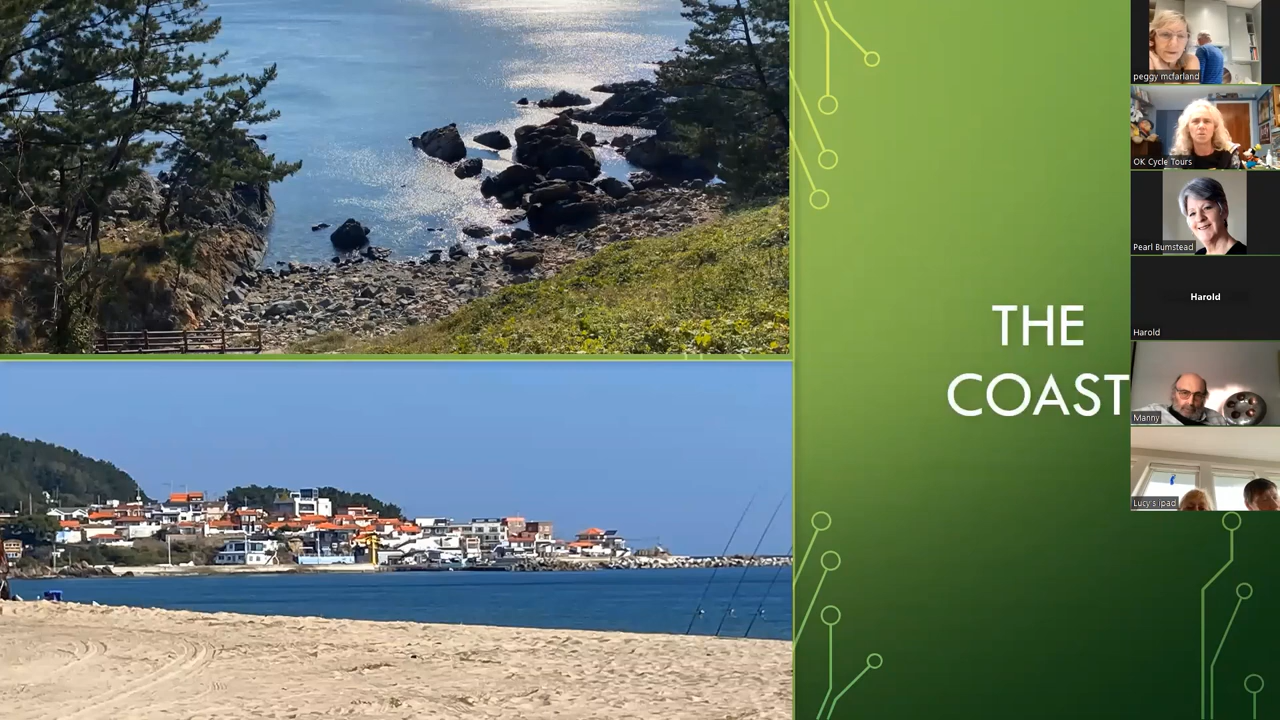 THE
COAST
peggy mcfarland
OK Cycle Tours
Pearl Bumstead
Harold
Harold
Manny
Lucy's ipad